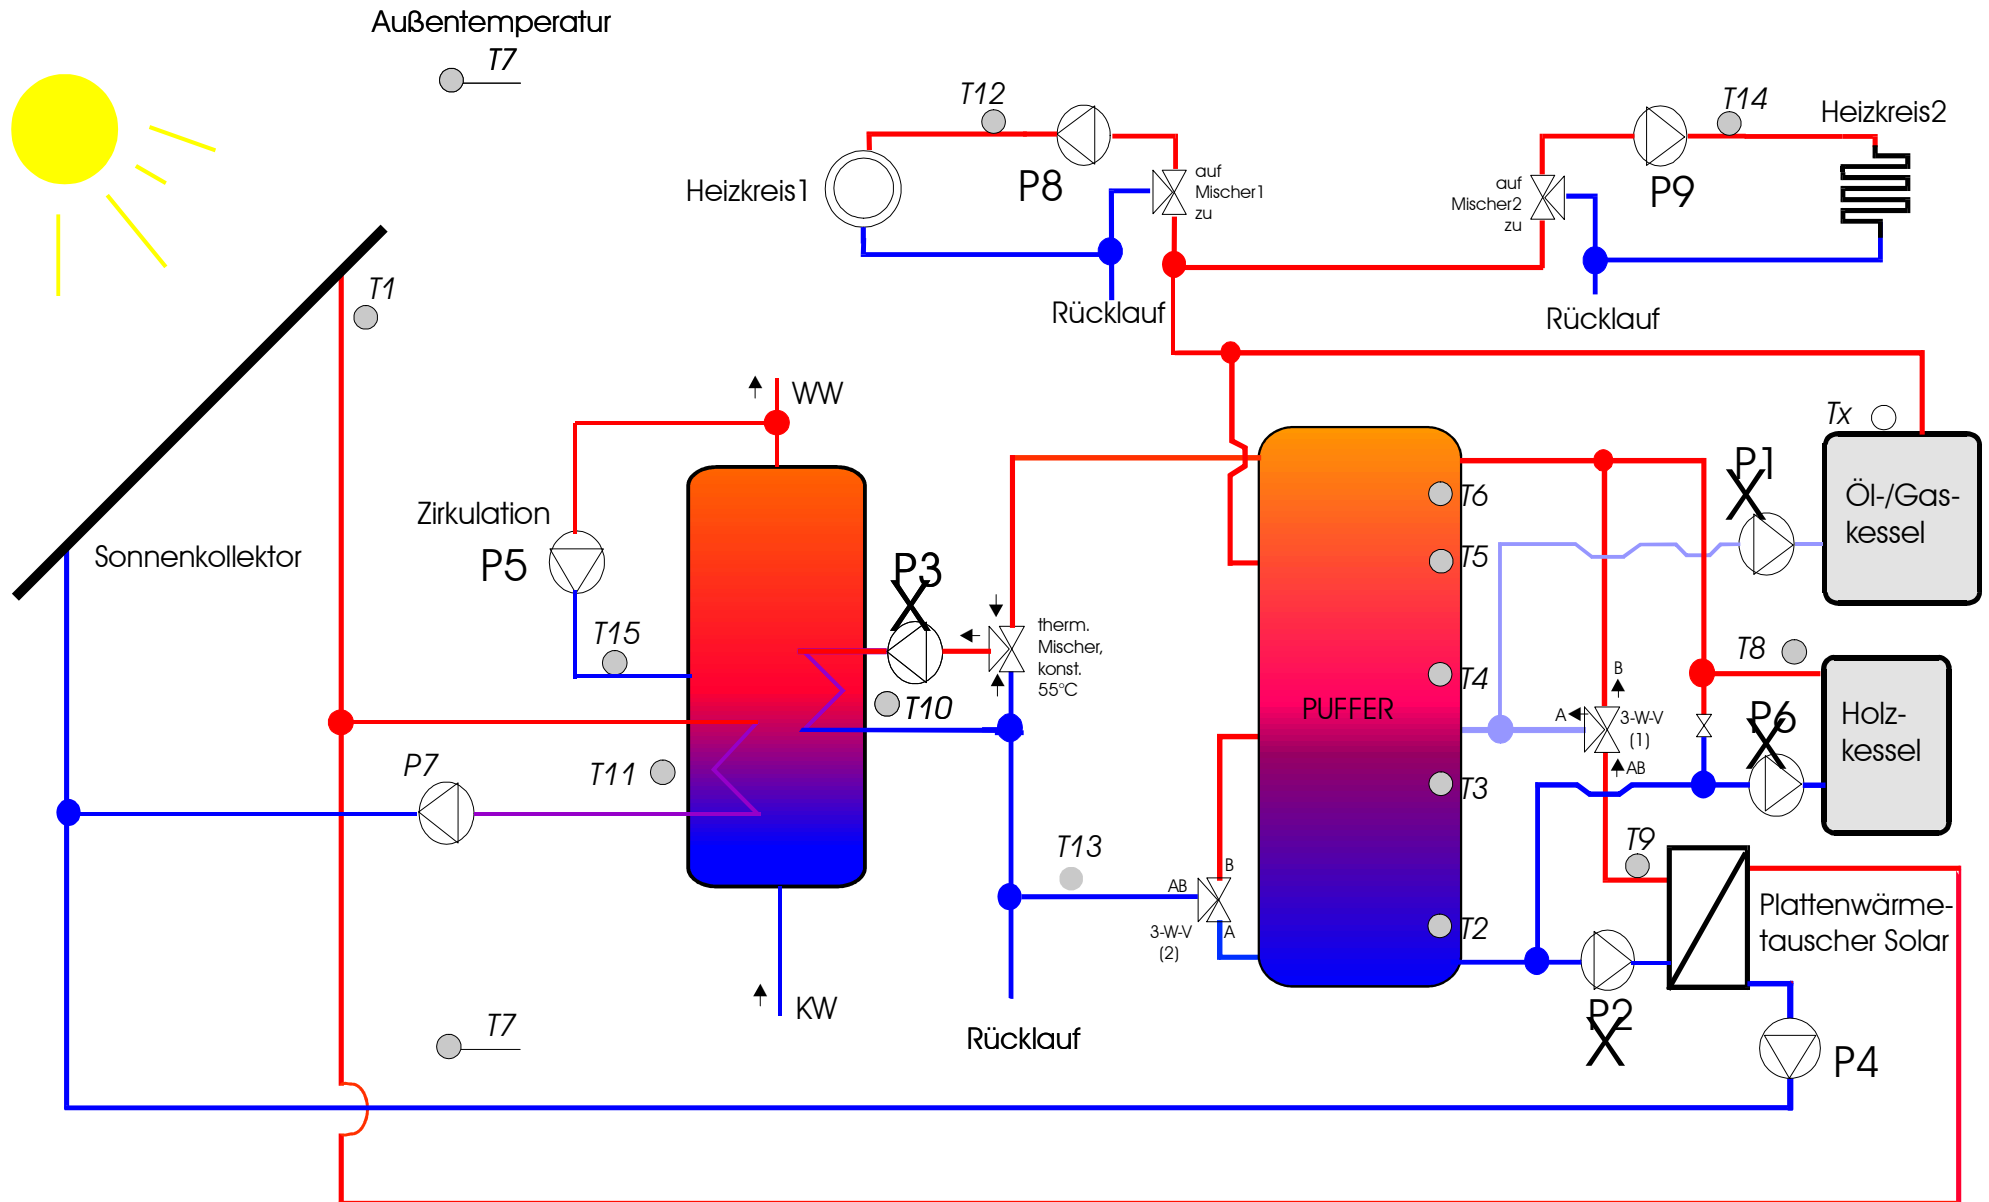 Außentemperatur
T7
T12
T14
Heizkreis2
Heizkreis1
P8
auf
Mischer1
zu
auf
Mischer2
zu
P9
T1
Rücklauf
Rücklauf
WW
Tx
P1
Öl-/Gas-
kessel
T6
Zirkulation
P5
Sonnenkollektor
P3
T5
T15
therm.
Mischer,
konst.
55°C
T10
T4
PUFFER
T8
B
A
3-W-V
(1)
AB
P6
Holz-
kessel
P7
T11
T3
T13
T9
B
AB
A
3-W-V
(2)
T2
Plattenwärme-
tauscher Solar
KW
P2
T7
Rücklauf
P4